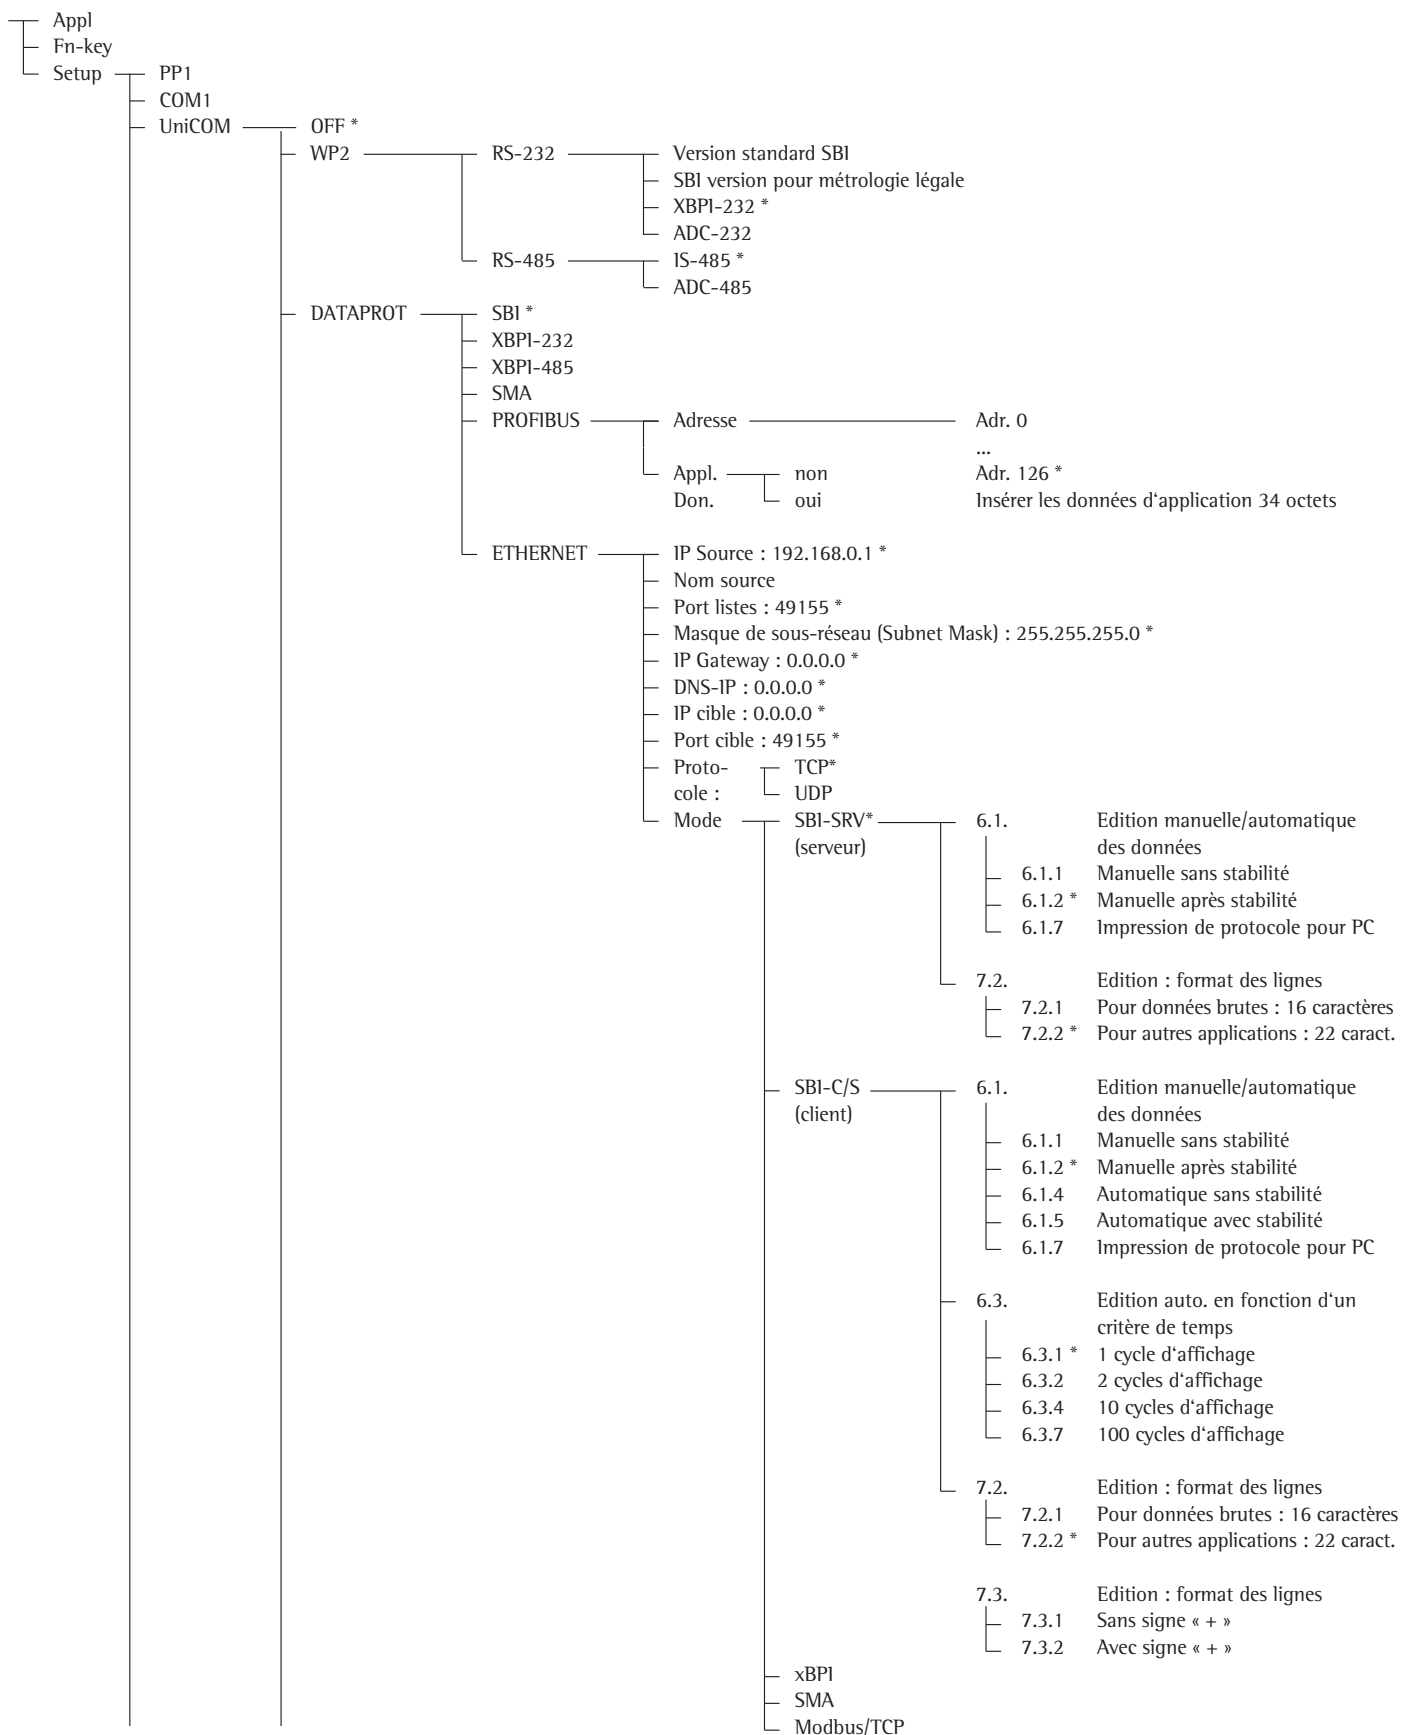 Appl
Fn-key
Setup PP1
COM1
UniCOM OFF *
WP2 RS-232 Version standard SBI
SBI version pour métrologie légale
XBPI-232 *
ADC-232
RS-485 IS-485 *
ADC-485
DATAPROT SBI *
XBPI-232
XBPI-485
SMA
PROFIBUS Adresse Adr. 0
...
Appl. non Adr. 126 *
Don. oui Insérer les données d‘application 34 octets
ETHERNET IP Source : 192.168.0.1 *
Nom source
Port listes : 49155 *
Masque de sous-réseau (Subnet Mask) : 255.255.255.0 *
IP Gateway : 0.0.0.0 *
DNS-IP : 0.0.0.0 *
IP cible : 0.0.0.0 *
Port cible : 49155 *
Proto- TCP*
cole : UDP
Mode SBI-SRV* 6.1. Edition manuelle/automatique
(serveur) des données
6.1.1 Manuelle sans stabilité
6.1.2 * Manuelle après stabilité
6.1.7 Impression de protocole pour PC
7.2. Edition : format des lignes
7.2.1 Pour données brutes : 16 caractères
7.2.2 * Pour autres applications : 22 caract.
SBI-C/S 6.1. Edition manuelle/automatique
(client) des données
6.1.1 Manuelle sans stabilité
6.1.2 * Manuelle après stabilité
6.1.4 Automatique sans stabilité
6.1.5 Automatique avec stabilité
6.1.7 Impression de protocole pour PC
6.3. Edition auto. en fonction d‘un
critère de temps
6.3.1 * 1 cycle d‘affichage
6.3.2 2 cycles d‘affichage
6.3.4 10 cycles d‘affichage
6.3.7 100 cycles d‘affichage
7.2. Edition : format des lignes
7.2.1 Pour données brutes : 16 caractères
7.2.2 * Pour autres applications : 22 caract.
7.3. Edition : format des lignes
7.3.1 Sans signe « + »
7.3.2 Avec signe « + »
xBPI
SMA
Modbus/TCP